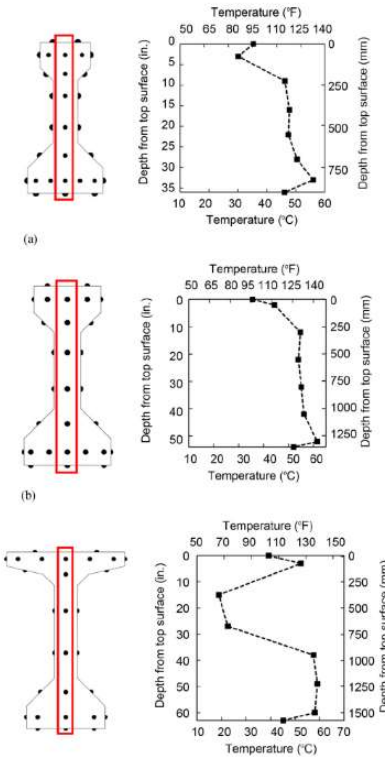 Temperature (°F)
50 65 80 95 110 125 140
Depth from top surface (in.)
0
5
10
15
20
25
30
35
0
250
500
750
Depth from top surface (mm)
10 20 30 40 50 60
Temperature (°C)
(a)
Temperature (°F)
50 65 80 95 110 125 140
Depth from top surface (in.)
0
10
20
30
40
50
0
250
500
750
1000
1250
Depth from top surface (mm)
10 20 30 40 50 60
Temperature (°C)
(b)
Temperature (°F)
50 70 90 110 130 150
Depth from top surface (in.)
0
10
20
30
40
50
60
0
250
500
750
1000
1250
1500
Depth from top surface (mm)
10 20 30 40 50 60 70
Temperature (°C)